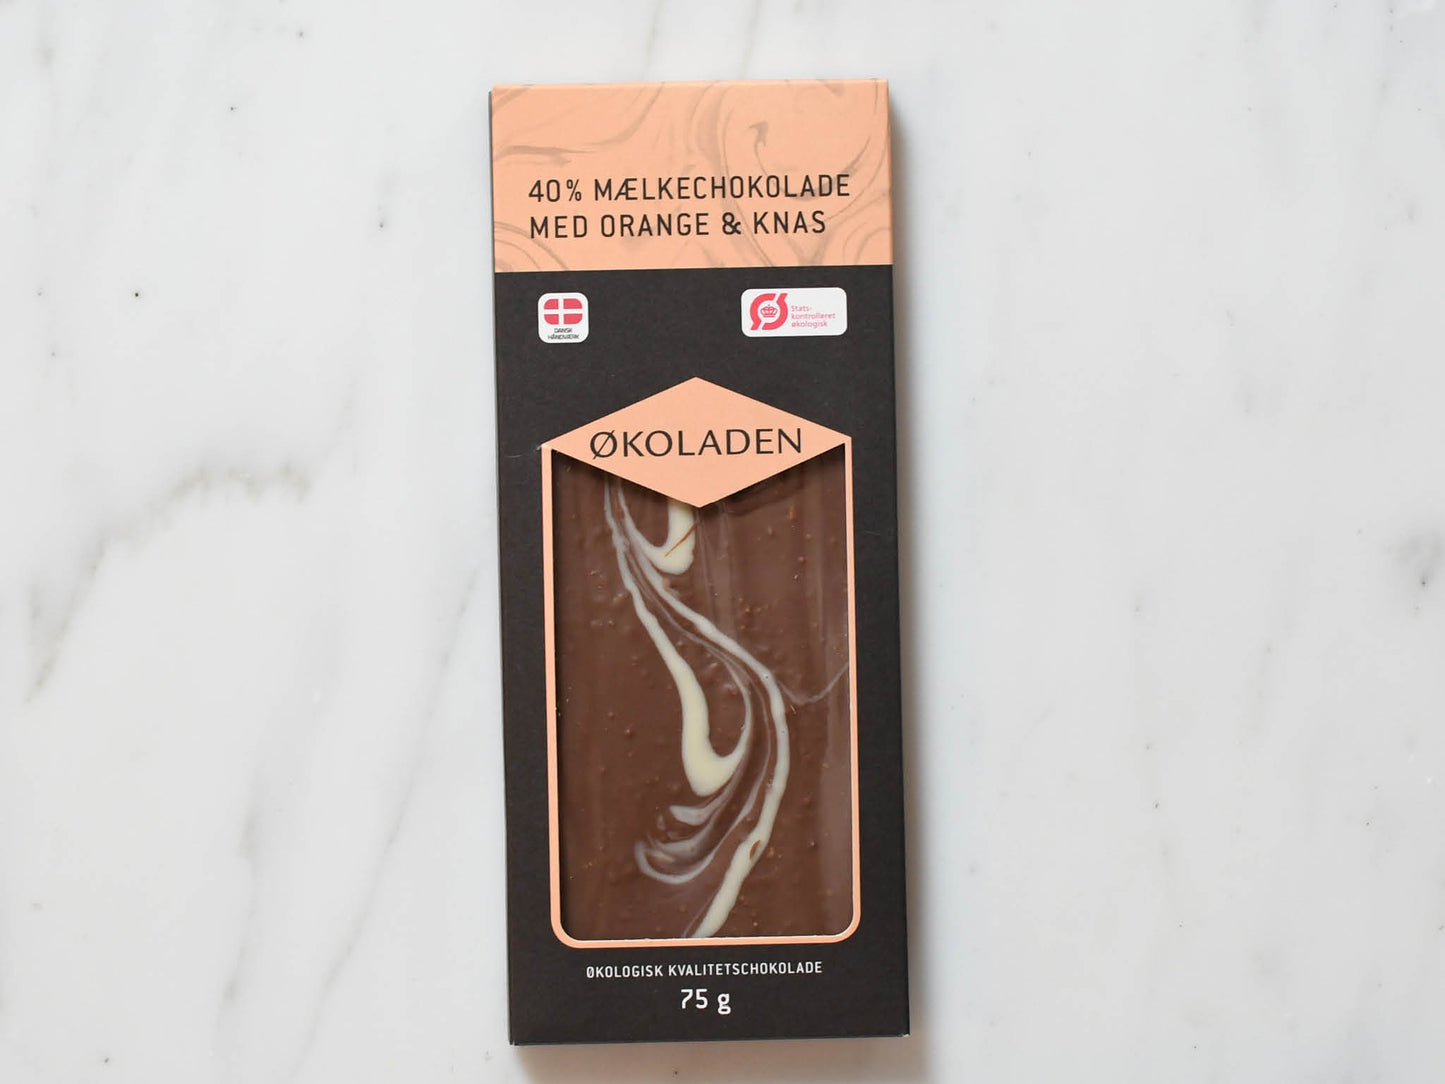 40% MÆLKECHOKOLADE
MED ORANGE & KNAS
DANSK
HÅNDVÆRK
Stats-
kontrolleret
økologisk
ØKOLADEN
ØKOLOGISK KVALITETSCHOKOLADE
75 g